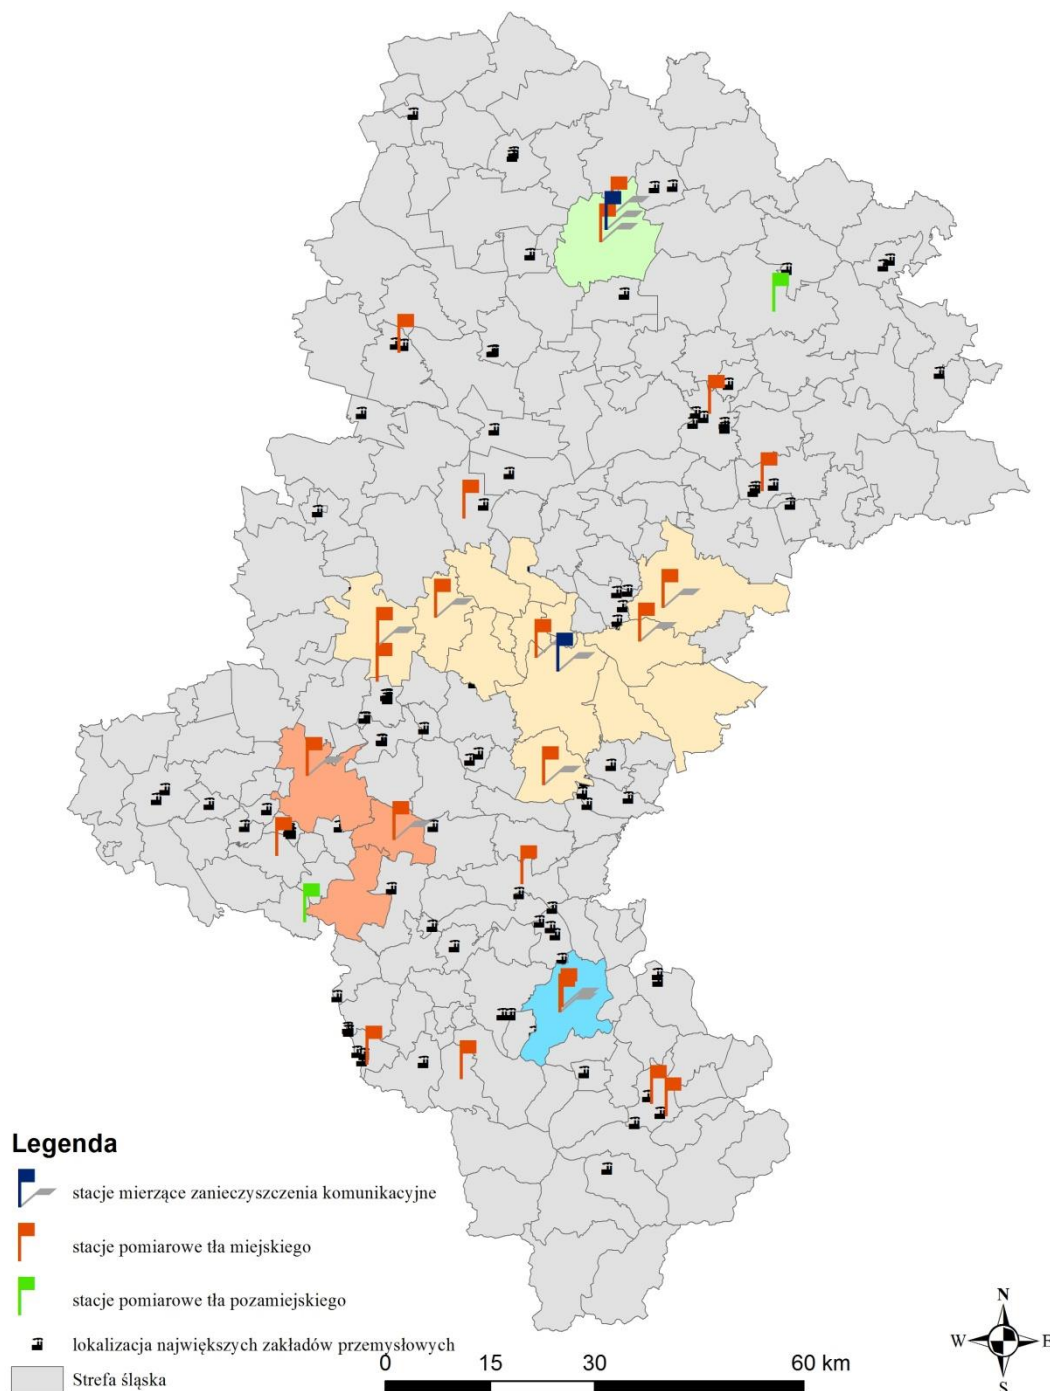 Legenda
stacje mierzące zanieczyszczenia komunikacyjne
stacje pomiarowe tła miejskiego
stacje pomiarowe tła pozamiejskiego
lokalizacja największych zakładów przemysłowych
Strefa śląska
0 15 30 60 km
N
W E
S